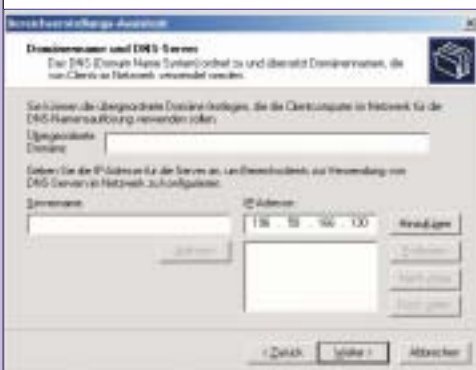 Bereichserstellungs-Assistent
Domänenname und DNS-Server
Das DNS (Domain Name System) ordnet zu und übersetzt Domänennamen, die
von Clients im Netzwerk verwendet werden.
Sie können die übergeordnete Domäne festlegen, die die Clientcomputer im Netzwerk für die
DNS-Namensauflösung verwenden sollen.
Übergeordnete
Domäne:
Geben Sie die IP-Adresse für die Server an, um Bereichsclients zur Verwendung von
DNS-Servern im Netzwerk zu konfigurieren.
Servername: IP-Adresse:
Hinzufügen
Auflösen Entfernen
Nach oben
Nach unten
< Zurück Weiter > Abbrechen